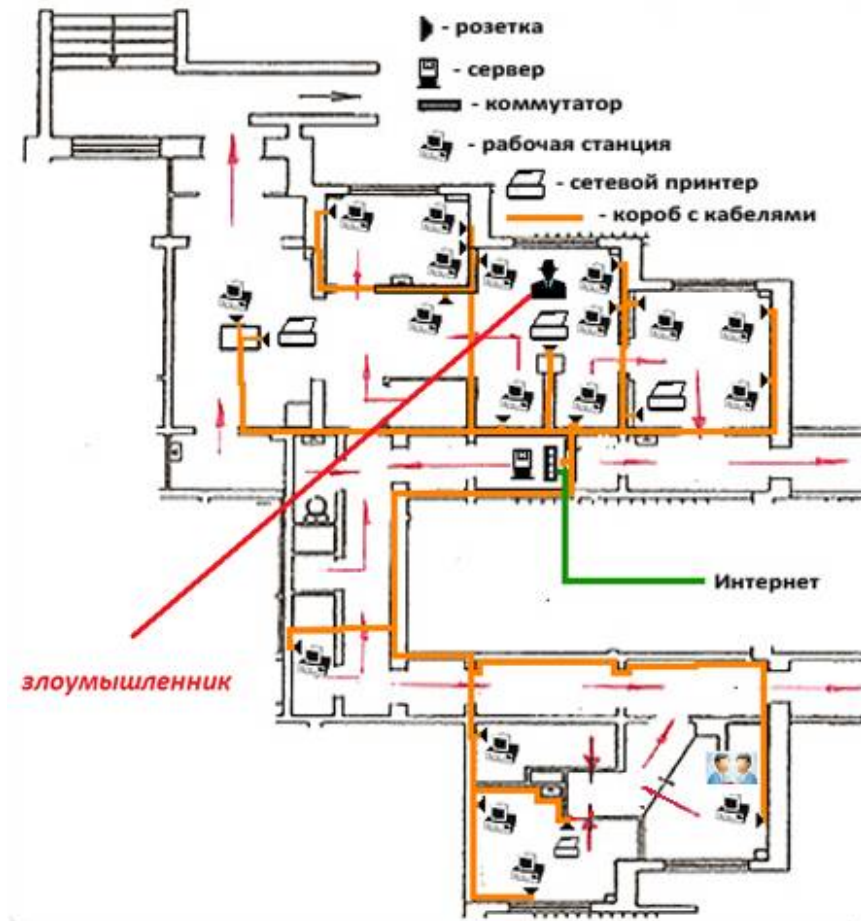 - розетка
- сервер
- коммутатор
- рабочая станция
- сетевой принтер
- короб с кабелями
Интернет
злоумышленник